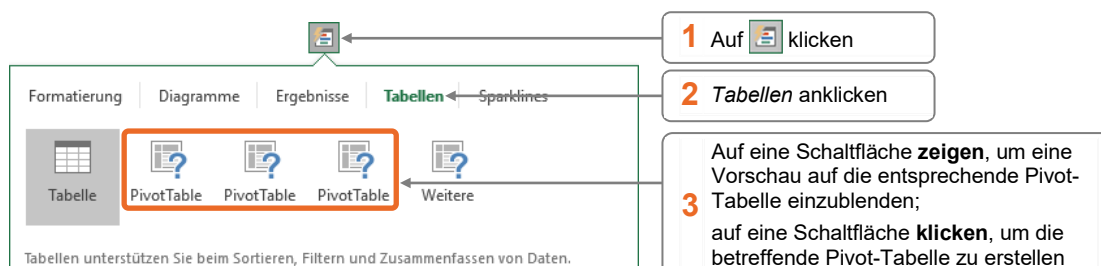 1 Auf klicken
Formatierung Diagramme Ergebnisse Tabellen Sparklines
2 Tabellen anklicken
Tabelle PivotTable PivotTable PivotTable Weitere
3 Auf eine Schaltfläche zeigen, um eine
Vorschau auf die entsprechende Pivot-
Tabelle einzublenden;
auf eine Schaltfläche klicken, um die
betreffende Pivot-Tabelle zu erstellen
Tabellen unterstützen Sie beim Sortieren, Filtern und Zusammenfassen von Daten.